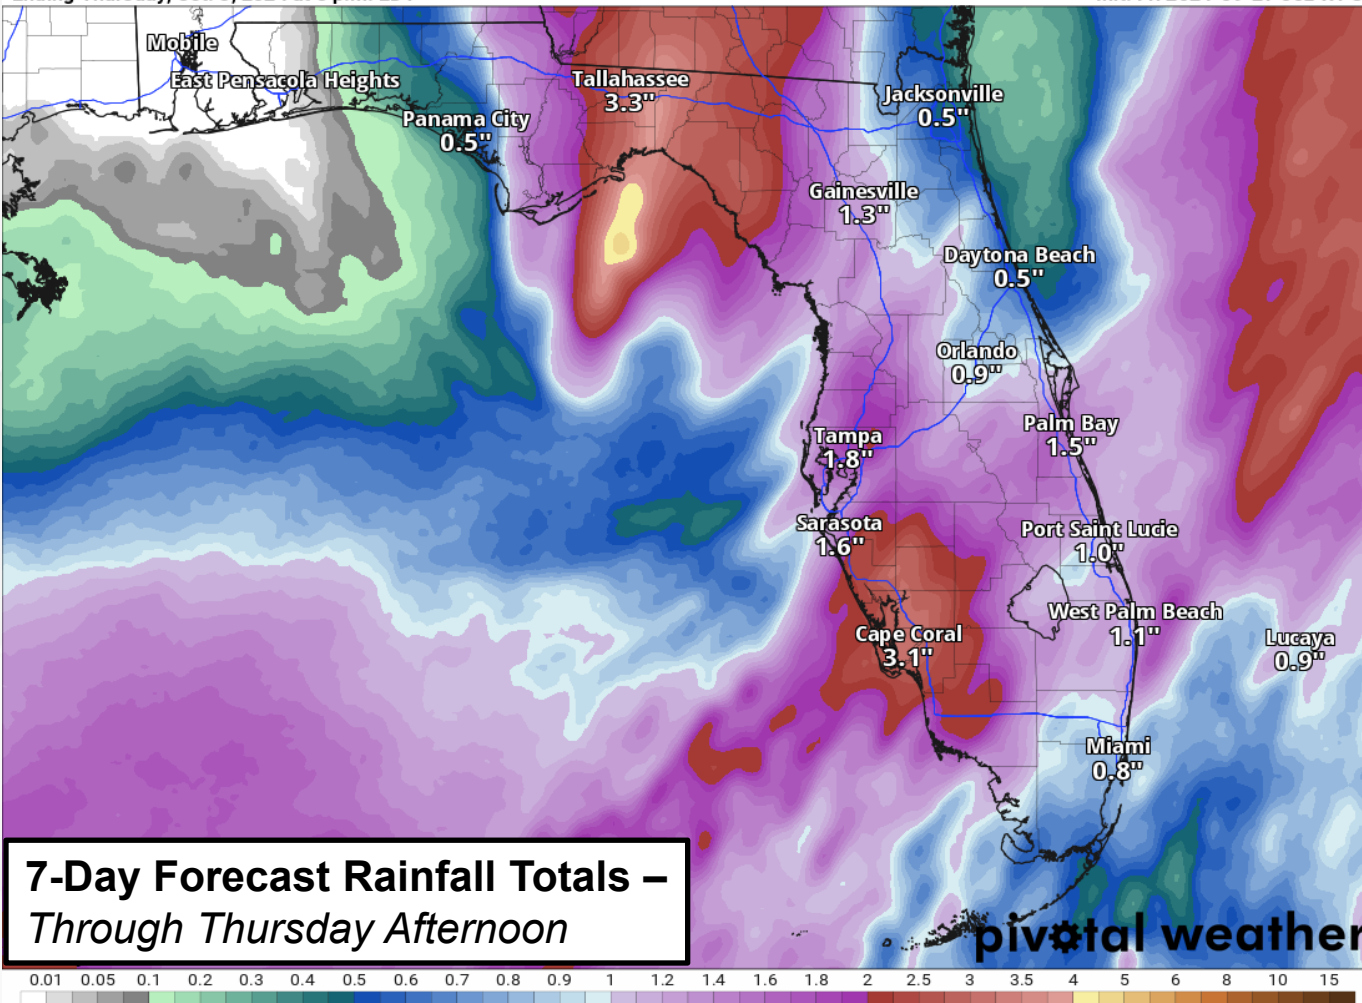 Mobile
East Pensacola Heights
Panama City
0.5"
Tallahassee
3.3"
Jacksonville
0.5"
Gainesville
1.3"
Daytona Beach
0.5"
Orlando
0.9"
Palm Bay
1.5"
Tampa
1.8"
Sarasota
1.6"
Port Saint Lucie
1.0"
West Palm Beach
1.1"
Cape Coral
3.1"
Lucaya
0.9"
Miami
0.8"
7-Day Forecast Rainfall Totals –
Through Thursday Afternoon
pivotal weather
0.01 0.05 0.1 0.2 0.3 0.4 0.5 0.6 0.7 0.8 0.9 1 1.2 1.4 1.6 1.8 2 2.5 3 3.5 4 5 6 8 10 15